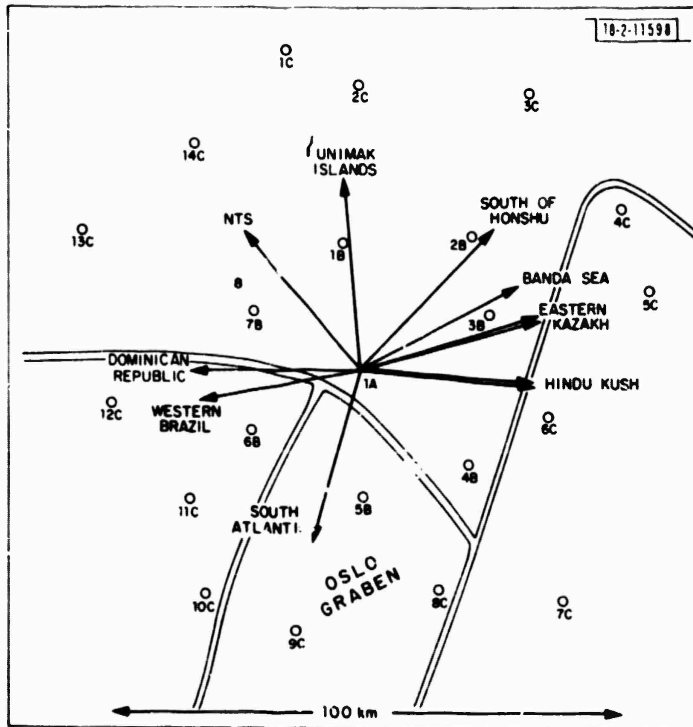 18-2-11598
1C
2C
3C
14C
UNIMAK
ISLANDS
NTS
SOUTH OF
HONSHU
4C
13C
1B
2B
8
BANDA SEA
5C
7B
3B
EASTERN
KAZAKH
DOMINICAN
REPUBLIC
1A
HINDU KUSH
12C
WESTERN
BRAZIL
6B
6C
4B
11C
SOUTH
ATLANTI
5B
OSLO
GRABEN
10C
8C
7C
9C
100 km